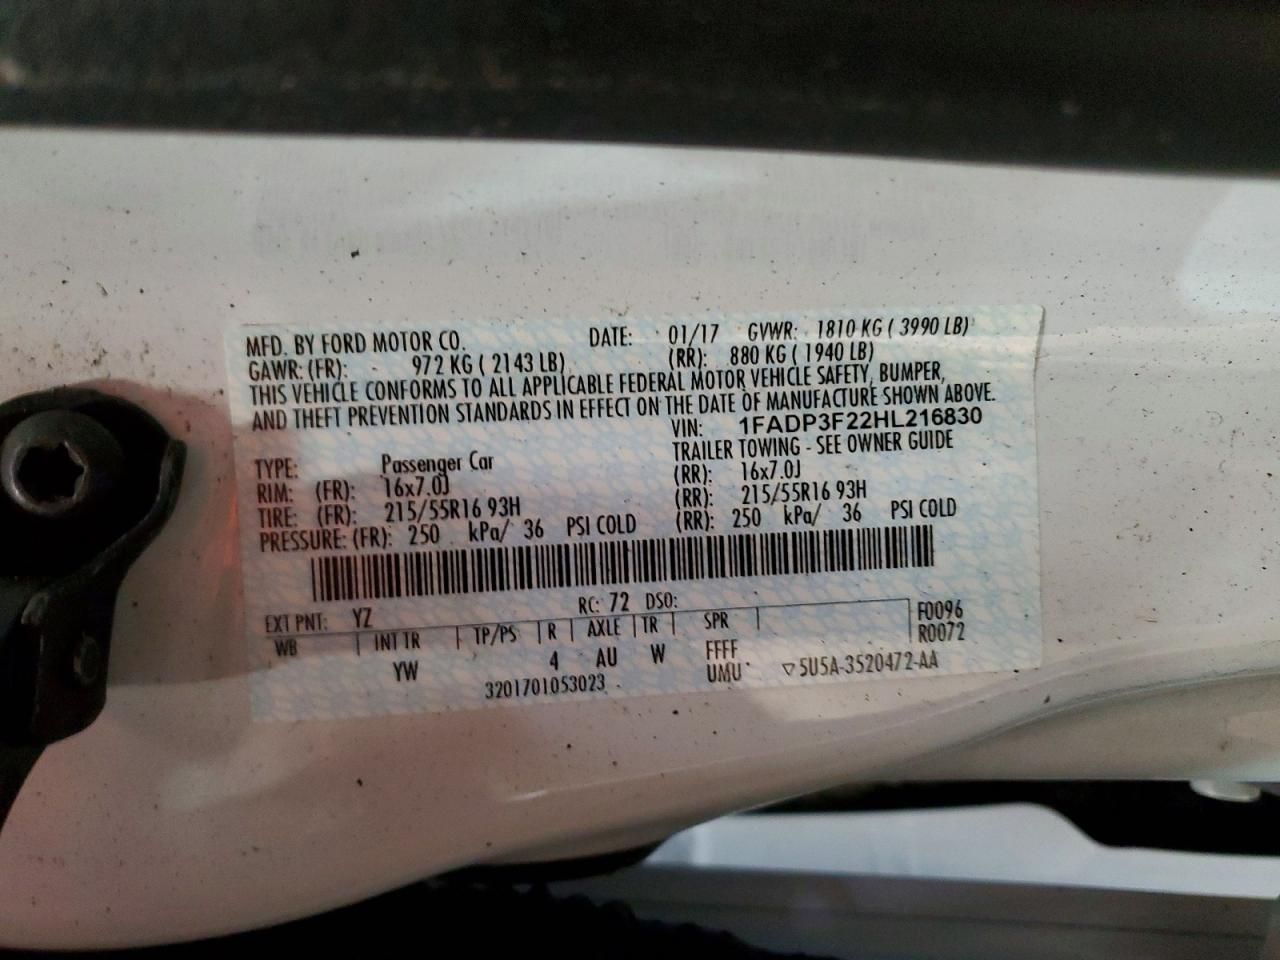 MFD. BY FORD MOTOR CO. DATE: 01/17 GVWR: 1810 KG ( 3990 LB)
GAWR: (FR): 972 KG ( 2143 LB) (RR): 880 KG ( 1940 LB)
THIS VEHICLE CONFORMS TO ALL APPLICABLE FEDERAL MOTOR VEHICLE SAFETY, BUMPER,
AND THEFT PREVENTION STANDARDS IN EFFECT ON THE DATE OF MANUFACTURE SHOWN ABOVE.
VIN: 1FADP3F22HL216830
TYPE: Passenger Car TRAILER TOWING - SEE OWNER GUIDE
RIM: (FR): 16x7.0J (RR): 16x7.0J
TIRE: (FR): 215/55R16 93H (RR): 215/55R16 93H
PRESSURE: (FR): 250 kPa/ 36 PSI COLD (RR): 250 kPa/ 36 PSI COLD
EXT PNT: YZ RC: 72 DSO: F0096
WB INT TR TP/PS R AXLE TR SPR R0072
YW 4 AU W FFFF
3201701053023 UMU ▽5U5A-3520472-AA